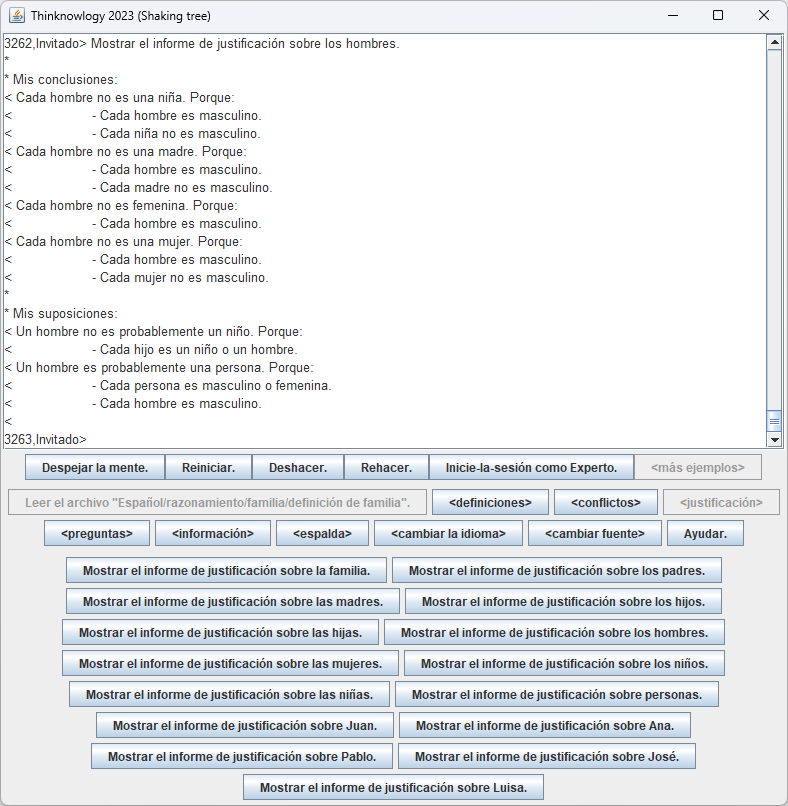 Thinknowlogy 2023 (Shaking tree)
3262,Invitado> Mostrar el informe de justificación sobre los hombres.
*
* Mis conclusiones:
< Cada hombre no es una niña. Porque:
< - Cada hombre es masculino.
< - Cada niña no es masculino.
< Cada hombre no es una madre. Porque:
< - Cada hombre es masculino.
< - Cada madre no es masculino.
< Cada hombre no es femenina. Porque:
< - Cada hombre es masculino.
< Cada hombre no es una mujer. Porque:
< - Cada hombre es masculino.
< - Cada mujer no es masculino.
*
* Mis suposiciones:
< Un hombre no es probablemente un niño. Porque:
< - Cada hijo es un niño o un hombre.
< Un hombre es probablemente una persona. Porque:
< - Cada persona es masculino o femenina.
< - Cada hombre es masculino.
<
3263,Invitado>
Despejar la mente. Reiniciar. Deshacer. Rehacer. Inicie-la-sesión como Experto. <más ejemplos>
Leer el archivo "Español/razonamiento/familia/definición de familia". <definiciones> <conflictos> <justificación>
<preguntas> <información> <espalda> <cambiar la idioma> <cambiar fuente> Ayudar.
Mostrar el informe de justificación sobre la familia. Mostrar el informe de justificación sobre los padres.
Mostrar el informe de justificación sobre las madres. Mostrar el informe de justificación sobre los hijos.
Mostrar el informe de justificación sobre las hijas. Mostrar el informe de justificación sobre los hombres.
Mostrar el informe de justificación sobre las mujeres. Mostrar el informe de justificación sobre los niños.
Mostrar el informe de justificación sobre las niñas. Mostrar el informe de justificación sobre personas.
Mostrar el informe de justificación sobre Juan. Mostrar el informe de justificación sobre Ana.
Mostrar el informe de justificación sobre Pablo. Mostrar el informe de justificación sobre José.
Mostrar el informe de justificación sobre Luisa.